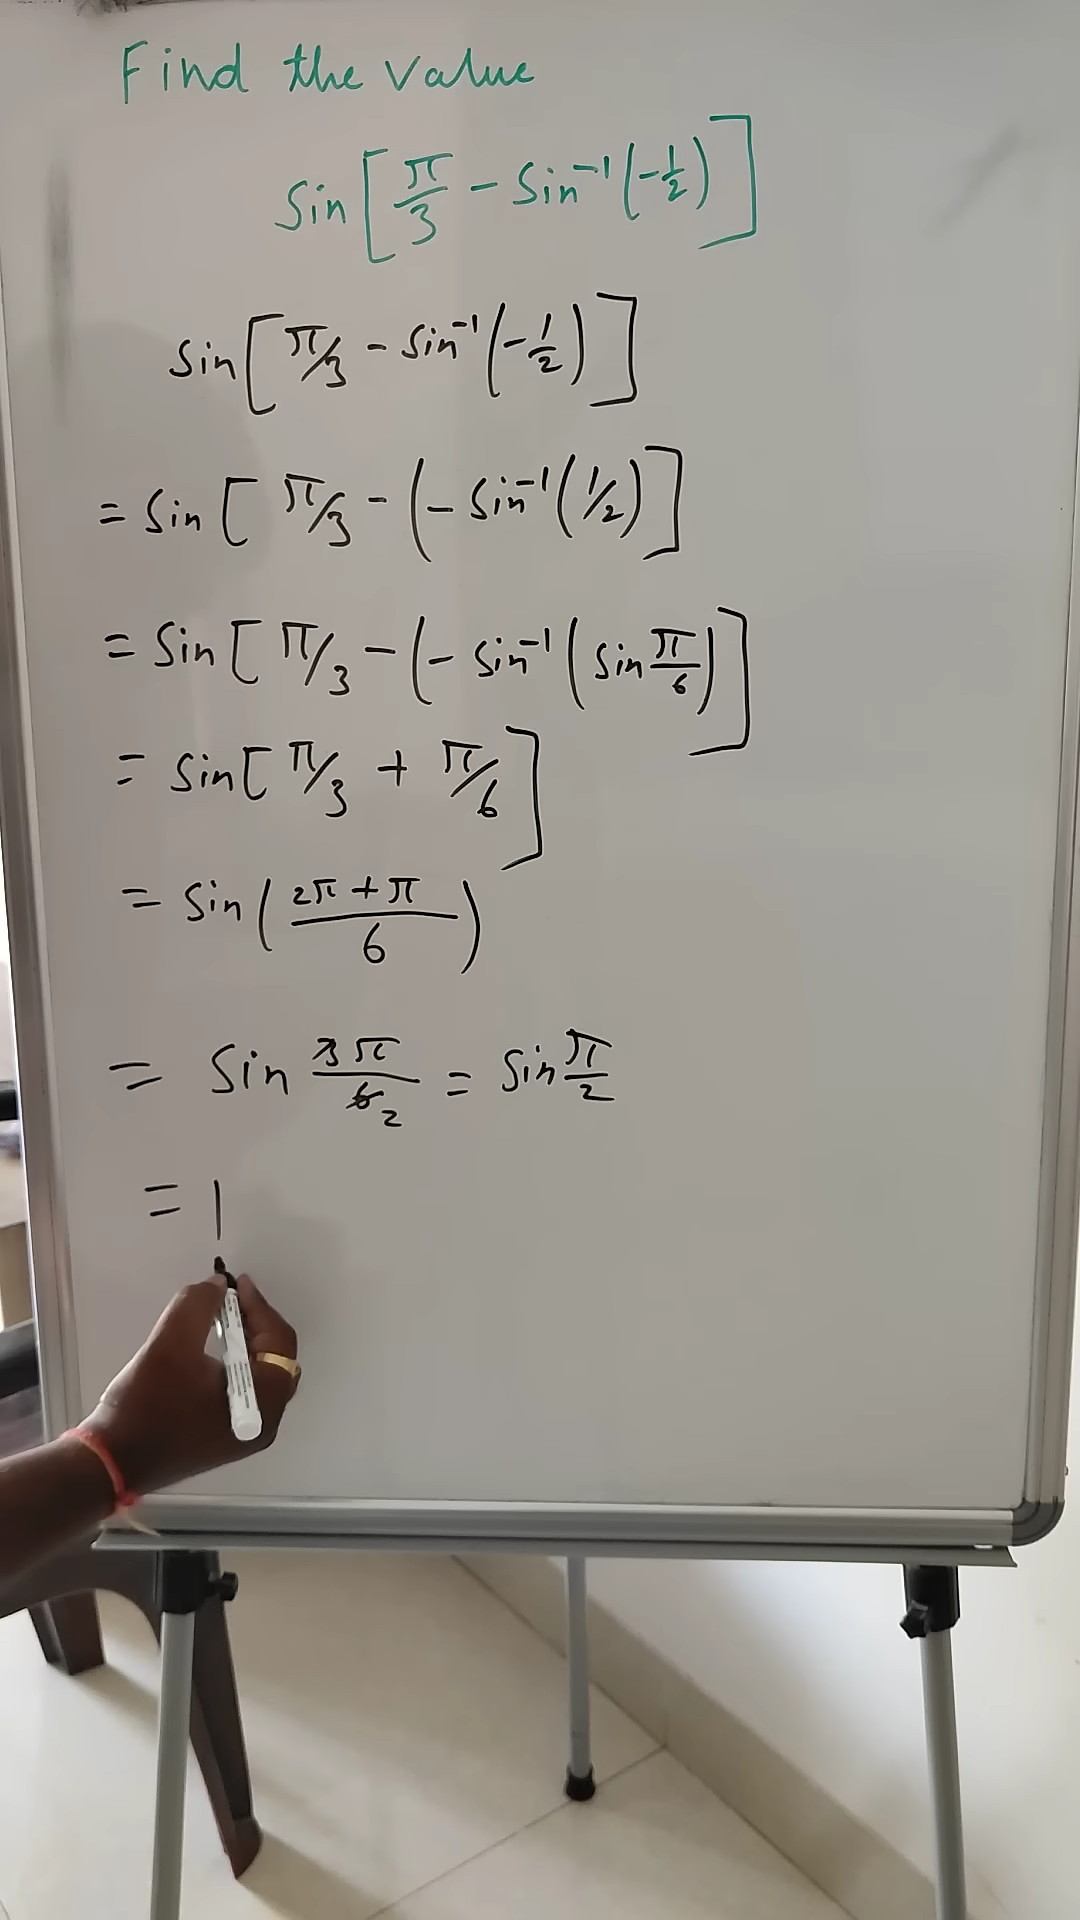 Find the value
Sin[π/3 - Sin⁻¹(-1/2)]
Sin[π/3 - Sin⁻¹(-1/2)]
= Sin[π/3 - (-Sin⁻¹(1/2)]
= Sin[π/3 - (-Sin⁻¹(Sin π/6)]
= Sin[π/3 + π/6]
= Sin(2π+π/6)
= Sin 3π/6 2 = Sin π/2
= 1